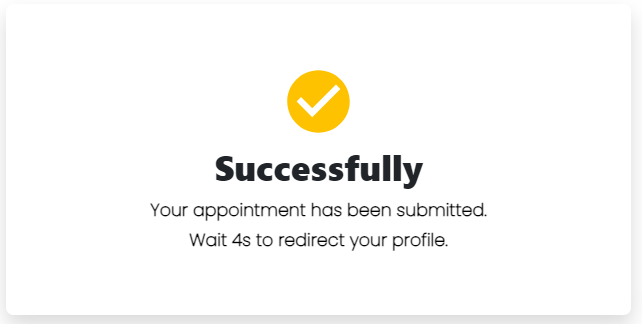 Successfully
Your appointment has been submitted.
Wait 4s to redirect your profile.